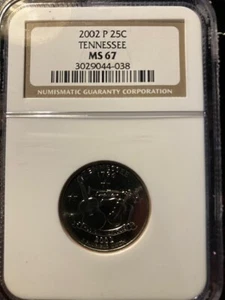 2002 P 25C
TENNESSEE
MS 67
3029044-038
NUMISMATIC GUARANTY CORPORATION